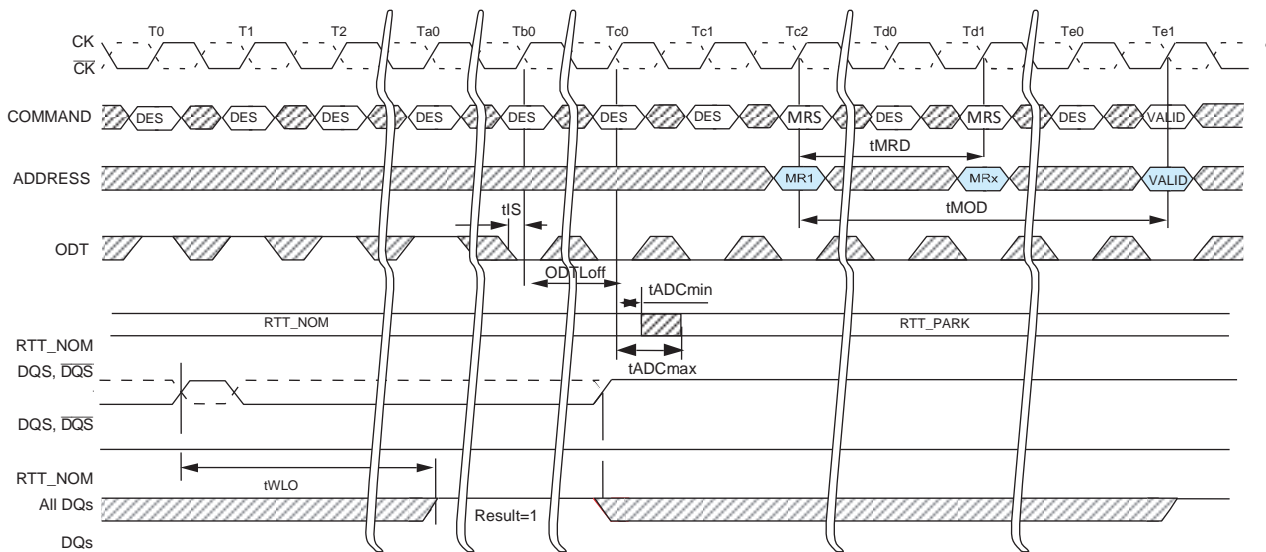 T0 T1 T2 Ta0 Tb0 Tc0 Tc1 Tc2 Td0 Td1 Te0 Te1
CK
CK
COMMAND DES DES DES DES DES DES DES MRS DES MRS DES VALID
tMRD
ADDRESS MR1 MRx VALID
tIS tMOD
ODT
ODTLoff
tADCmin
RTT_NOM RTT_PARK
RTT_NOM
DQS, DQS
tADCmax
DQS, DQS
RTT_NOM
tWLO
All DQs
Result=1
DQs